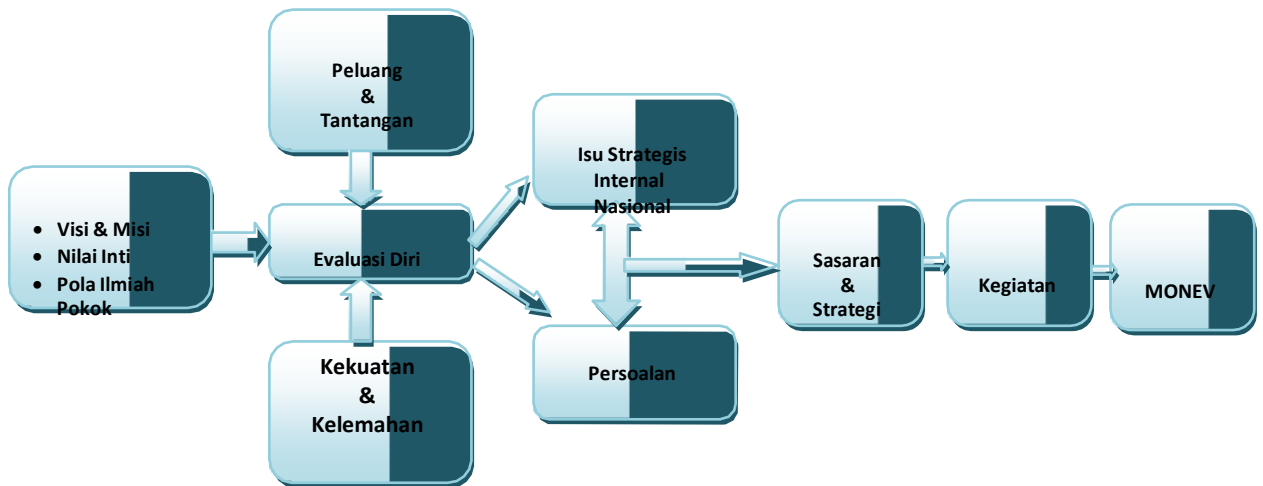 Peluang
&
Tantangan
• Visi & Misi
• Nilai Inti
• Pola Ilmiah
Pokok
Evaluasi Diri
Kekuatan
&
Kelemahan
Isu Strategis
Internal
Nasional
Persoalan
Sasaran
&
Strategi
Kegiatan
MONEV